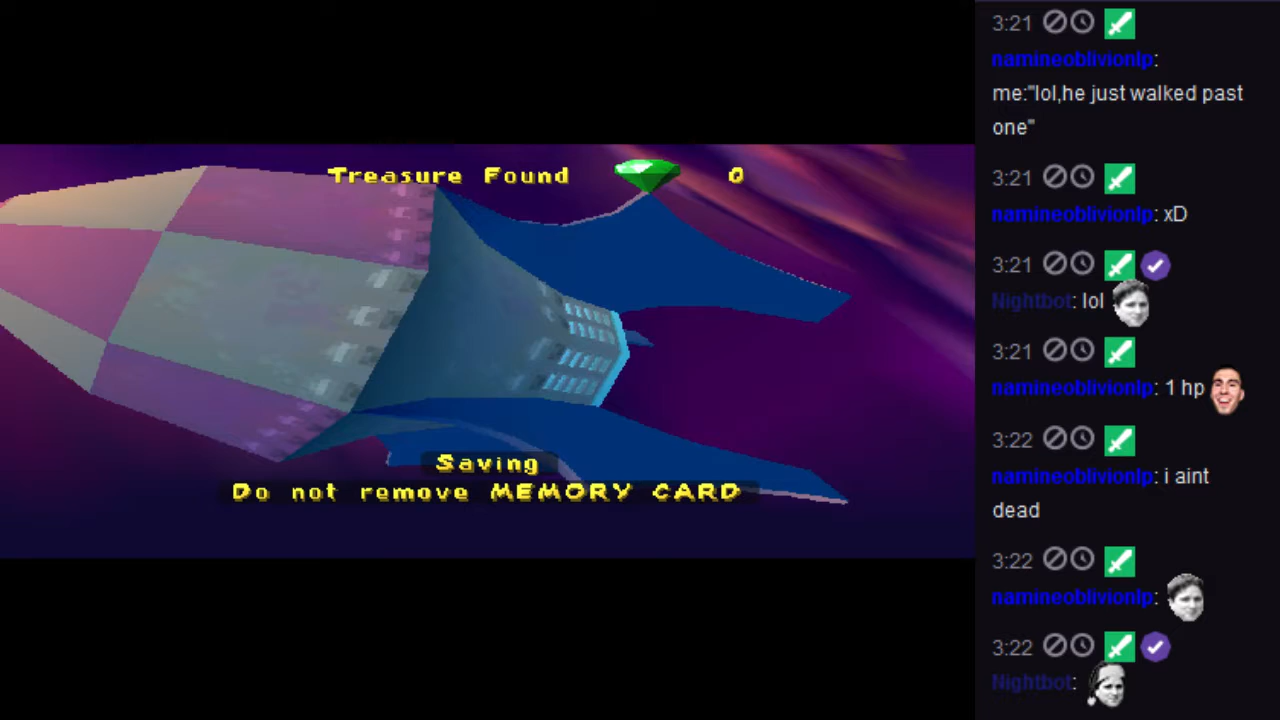 Treasure Found 0
Saving
Do not remove MEMORY CARD
3:21
namineoblivionlp:
me:"lol,he just walked past
one"
3:21
namineoblivionlp: xD
3:21
Nightbot: lol
3:21
namineoblivionlp: 1 hp
3:22
namineoblivionlp: i aint
dead
3:22
namineoblivionlp:
3:22
Nightbot: